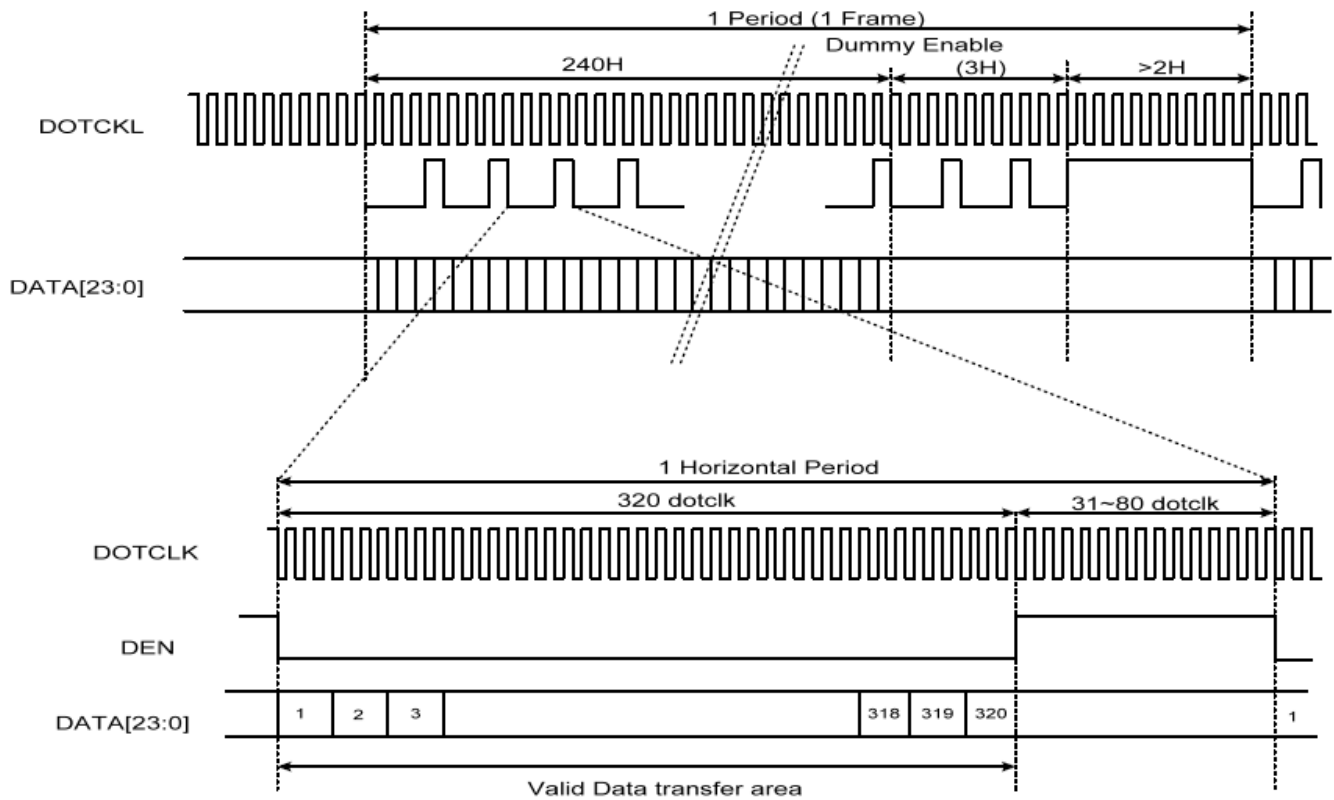 1 Period (1 Frame)
Dummy Enable
240H
(3H)
>2H
DOTCKL
DATA[23:0]
1 Horizontal Period
320 dotclk
31~80 dotclk
DOTCLK
DEN
DATA[23:0]
1 2 3 318 319 320 1
Valid Data transfer area